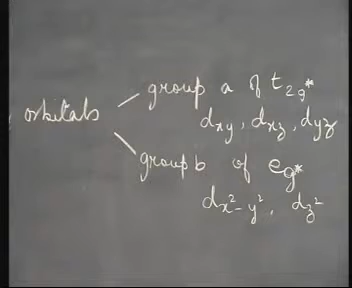 group a of t₂g*
orbitals
dxy, dxz, dyz
group b of eg*
dx²-y², dz²